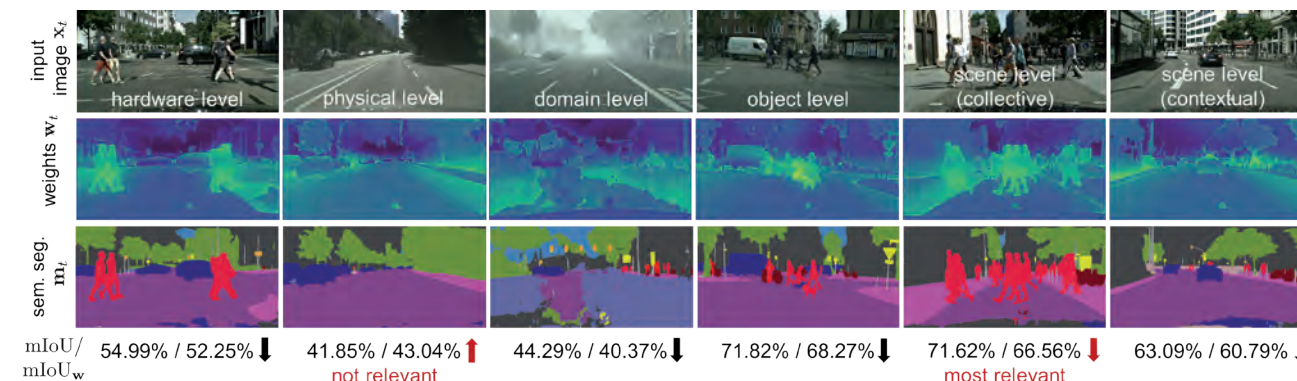 input
image x_t
hardware level
physical level
domain level
object level
scene level
(collective)
scene level
(contextual)
weights w_t
sem. seg.
m_t
mIoU/
mIoU_w
54.99% / 52.25%⬇
41.85% / 43.04%⬆
44.29% / 40.37%⬇
71.82% / 68.27%⬇
71.62% / 66.56%⬇
63.09% / 60.79%
not relevant
most relevant